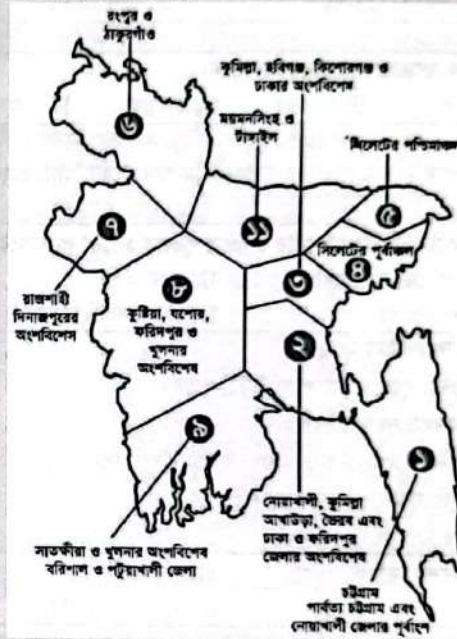 রংপুর ও
ঠাকুরগাঁও
কুমিল্লা, হবিগঞ্জ, কিশোরগঞ্জ ও
ঢাকার অংশবিশেষ
ময়মনসিংহ ও
টাঙ্গাইল
সিলেটের পশ্চিমাঞ্চল
৬
৫
৭
১১
সিলেটের পূর্বাঞ্চল
৪
৩
রাজশাহী
দিনাজপুরের
অংশবিশেস
৮
কুষ্টিয়া, যশোর,
ফরিদপুর ও
খুলনার
অংশবিশেষ
২
৯
১
নোয়াখালী, কুমিল্লা
আখাউড়া, ভৈরব এবং
ঢাকা ও ফরিদপুর
জেলার অংশবিশেষ
সাতক্ষীরা ও খুলনার অংশবিশেষ
বরিশাল ও পটুয়াখালী জেলা
চট্টগ্রাম
পার্বত্য চট্টগ্রাম এবং
নোয়াখালী জেলার পূর্বাংশ